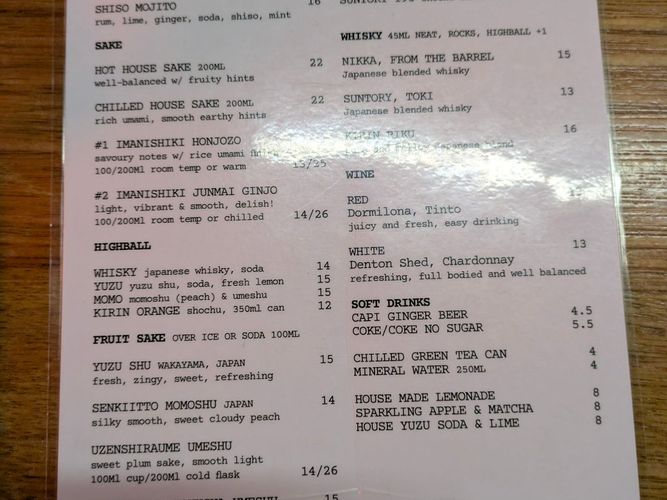 SHISO MOJITO 16
rum, lime, ginger, soda, shiso, mint
SAKE
HOT HOUSE SAKE 200ML 22
well-balanced w/ fruity hints
CHILLED HOUSE SAKE 200ML 22
rich umami, smooth earthy hints
#1 IMANISHIKI HONJOZO
savoury notes w/ rice umami
100/200Ml room temp or warm 13/25
#2 IMANISHIKI JUNMAI GINJO
light, vibrant & smooth, delish!
100/200Ml room temp or chilled 14/26
HIGHBALL
WHISKY japanese whisky, soda 14
YUZU yuzu shu, soda, fresh lemon 15
MOMO momoshu (peach) & umeshu 15
KIRIN ORANGE shochu, 350ml can 12
FRUIT SAKE OVER ICE OR SODA 100ML
YUZU SHU WAKAYAMA, JAPAN 15
fresh, zingy, sweet, refreshing
SENKIITTO MOMOSHU JAPAN 14
silky smooth, sweet cloudy peach
UZENSHIRAUME UMESHU
sweet plum sake, smooth light
100Ml cup/200Ml cold flask 14/26
15
WHISKY 45ML NEAT, ROCKS, HIGHBALL +1
NIKKA, FROM THE BARREL 15
Japanese blended whisky
SUNTORY, TOKI 13
Japanese blended whisky
KIRIN RIKU 16
Japanese blend
WINE
RED
Dormilona, Tinto
juicy and fresh, easy drinking
WHITE 13
Denton Shed, Chardonnay
refreshing, full bodied and well balanced
SOFT DRINKS
CAPI GINGER BEER 4.5
COKE/COKE NO SUGAR 5.5
CHILLED GREEN TEA CAN 4
MINERAL WATER 250ML 4
HOUSE MADE LEMONADE 8
SPARKLING APPLE & MATCHA 8
HOUSE YUZU SODA & LIME 8